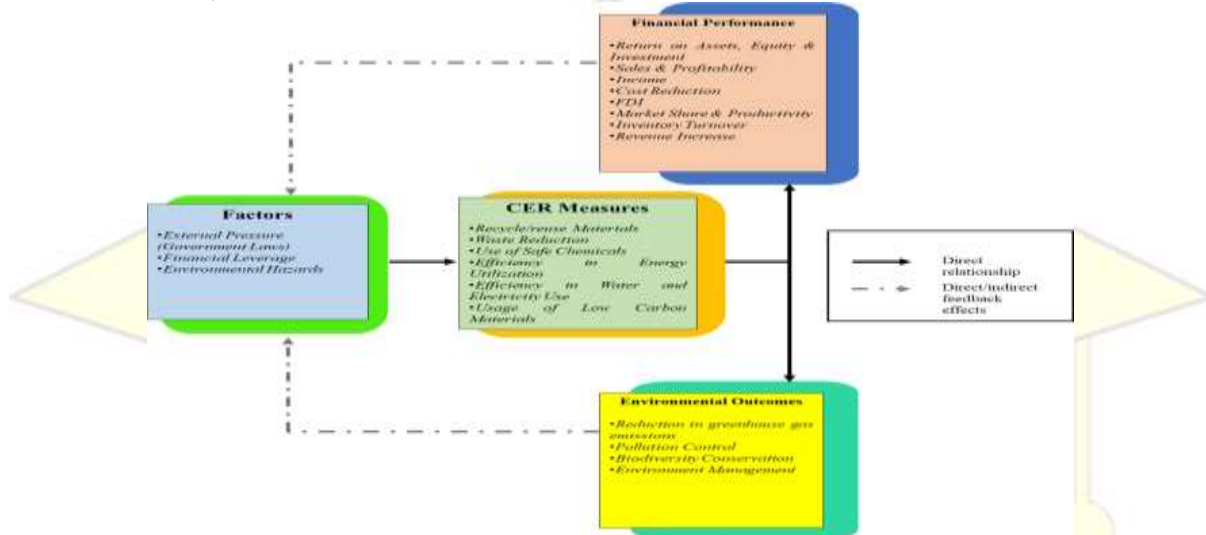 Financial Performance
•Return on Assets, Equity &
Investment
•Sales & Profitability
•Income
•Cost Reduction
•FDI
•Market Share & Productivity
•Inventory Turnover
•Revenue Increase
Factors
•External Pressure
(Government Laws)
•Financial Leverage
•Environmental Hazards
CER Measures
•Recycle/reuse Materials
•Waste Reduction
•Use of Safe Chemicals
•Efficiency in Energy
Utilization
•Efficiency in Water and
Electricity Use
•Usage of Low Carbon
Materials
Direct
relationship
Direct/indirect
feedback
effects
Environmental Outcomes
•Reduction in greenhouse gas
emissions
•Pollution Control
•Biodiversity Conservation
•Environment Management